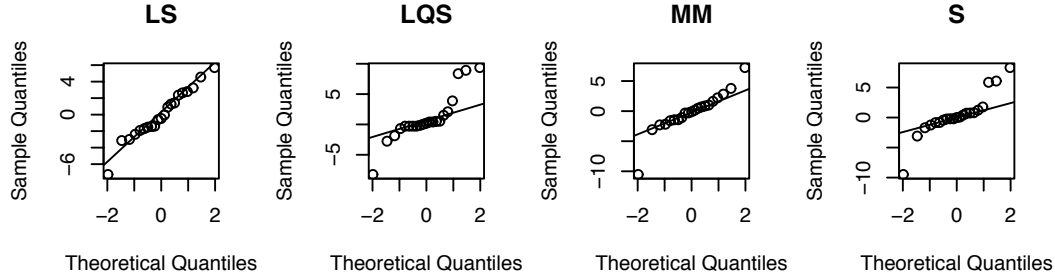 LS
Sample Quantiles
4
0
−6
−2 0 2
Theoretical Quantiles
LQS
Sample Quantiles
5
−5
−2 0 2
Theoretical Quantiles
MM
Sample Quantiles
5
0
−10
−2 0 2
Theoretical Quantiles
S
Sample Quantiles
5
0
−10
−2 0 2
Theoretical Quantiles